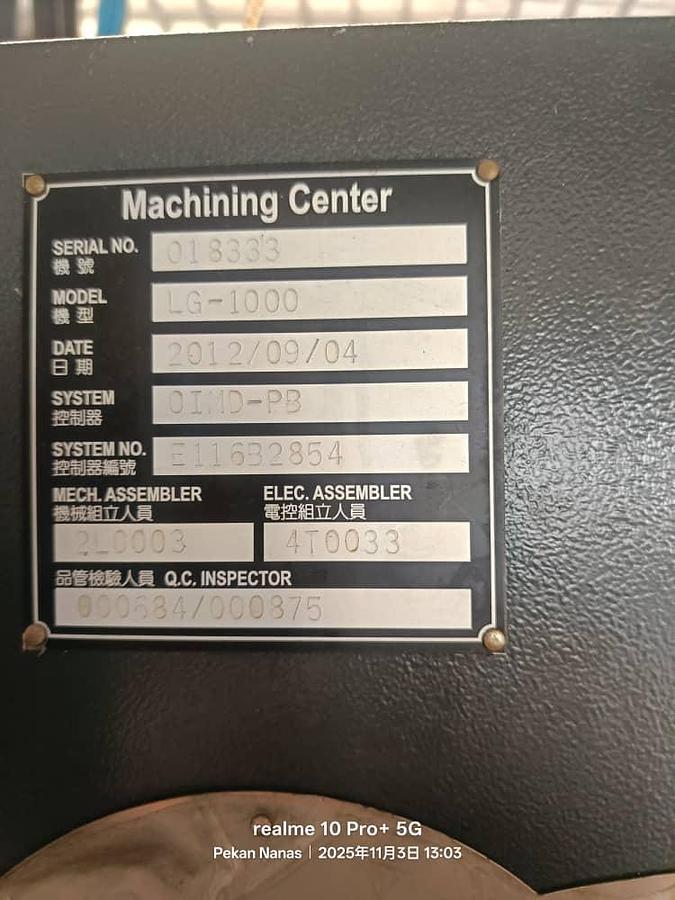 Machining Center
SERIAL NO. 018333
機 號
MODEL LG-1000
機 型
DATE 2012/09/04
日 期
SYSTEM OIMD-PB
控制器
SYSTEM NO. E116B2854
控制器編號
MECH. ASSEMBLER ELEC. ASSEMBLER
機械組立人員 電控組立人員
2L0003 4T0033
品管檢驗人員 Q.C. INSPECTOR
000684/000875
realme 10 Pro+ 5G
Pekan Nanas | 2025年11月3日 13:03